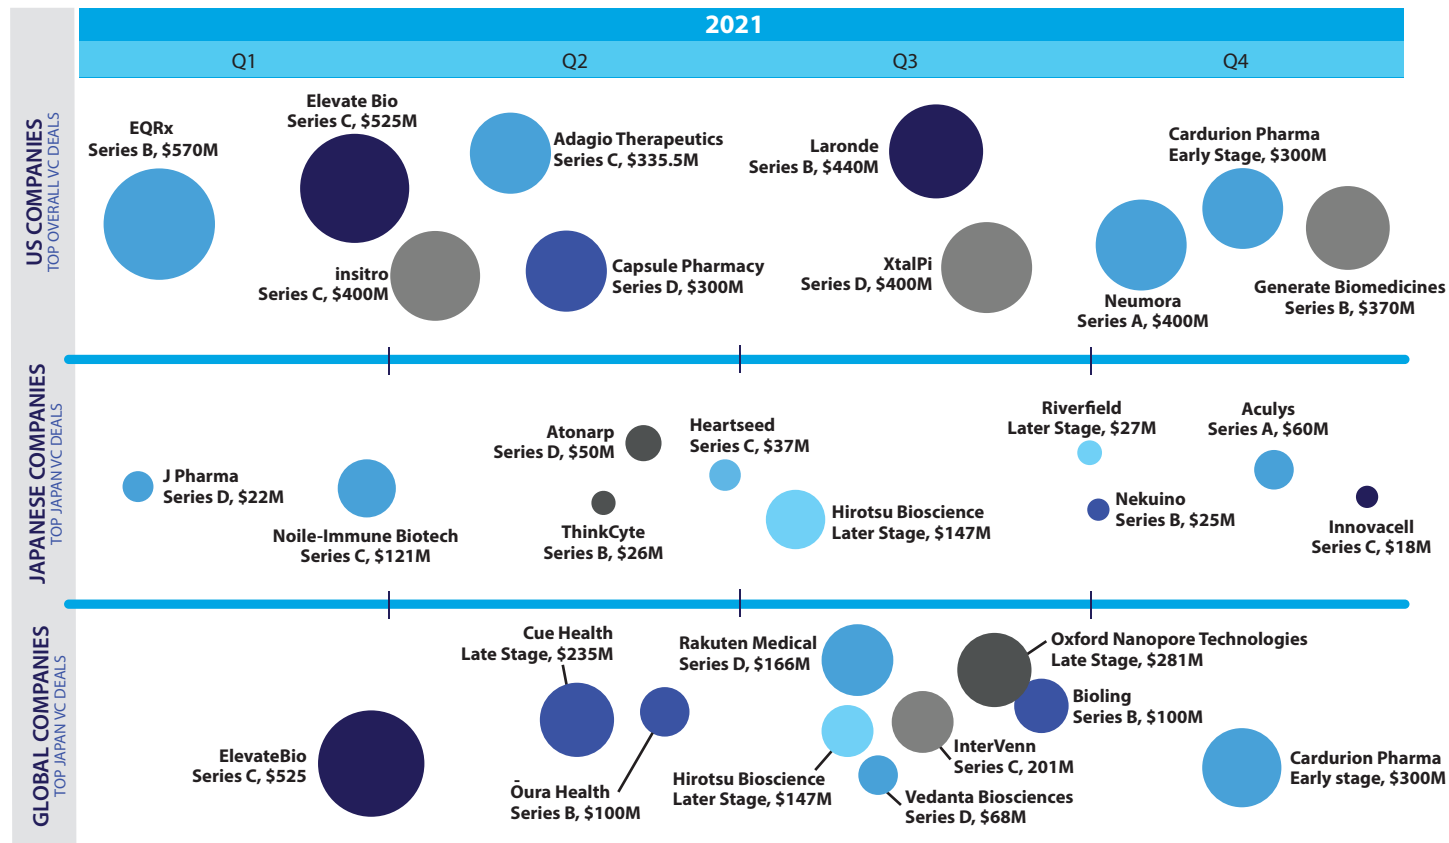 2021
Q1
Q2
Q3
Q4
US COMPANIES
TOP OVERALL VC DEALS
EQRx
Series B, $570M
Elevate Bio
Series C, $525M
insitro
Series C, $400M
Adagio Therapeutics
Series C, $335.5M
Capsule Pharmacy
Series D, $300M
Laronde
Series B, $440M
XtalPi
Series D, $400M
Neumora
Series A, $400M
Cardurion Pharma
Early Stage, $300M
Generate Biomedicines
Series B, $370M
JAPANESE COMPANIES
TOP JAPAN VC DEALS
J Pharma
Series D, $22M
Noile-Immune Biotech
Series C, $121M
Atonarp
Series D, $50M
ThinkCyte
Series B, $26M
Heartseed
Series C, $37M
Hirotsu Bioscience
Later Stage, $147M
Riverfield
Later Stage, $27M
Nekuino
Series B, $25M
Aculys
Series A, $60M
Innovacell
Series C, $18M
GLOBAL COMPANIES
TOP JAPAN VC DEALS
ElevateBio
Series C, $525
Cue Health
Late Stage, $235M
Ōura Health
Series B, $100M
Rakuten Medical
Series D, $166M
Hirotsu Bioscience
Later Stage, $147M
Vedanta Biosciences
Series D, $68M
InterVenn
Series C, 201M
Oxford Nanopore Technologies
Late Stage, $281M
Bioling
Series B, $100M
Cardurion Pharma
Early stage, $300M